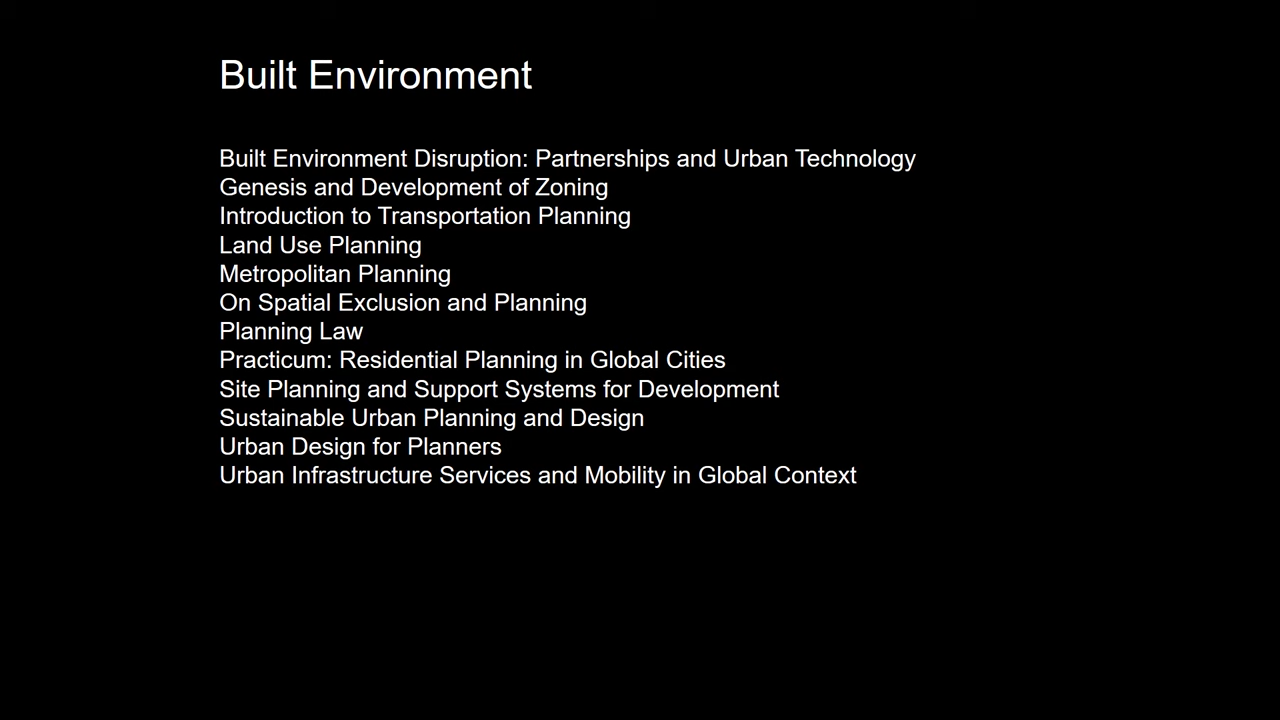 Built Environment
Built Environment Disruption: Partnerships and Urban Technology
Genesis and Development of Zoning
Introduction to Transportation Planning
Land Use Planning
Metropolitan Planning
On Spatial Exclusion and Planning
Planning Law
Practicum: Residential Planning in Global Cities
Site Planning and Support Systems for Development
Sustainable Urban Planning and Design
Urban Design for Planners
Urban Infrastructure Services and Mobility in Global Context